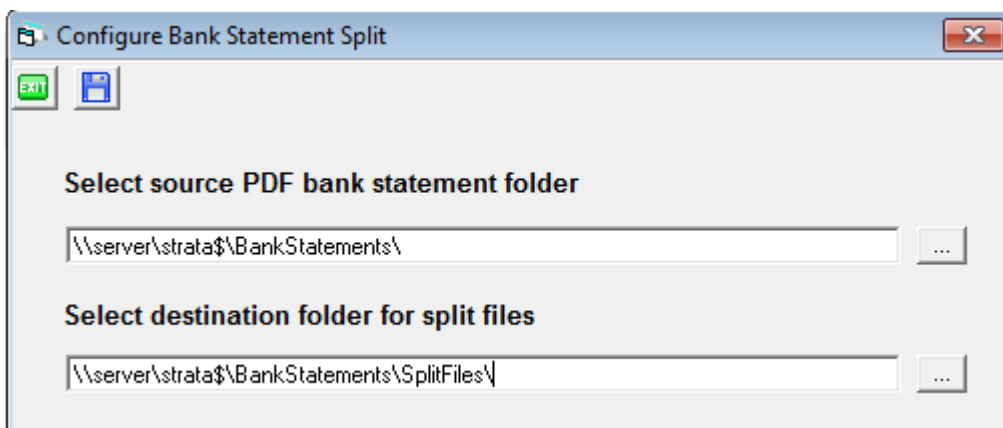 Configure Bank Statement Split
EXIT
Select source PDF bank statement folder
\\server\strata$\BankStatements\
...
Select destination folder for split files
\\server\strata$\BankStatements\SplitFiles\
...